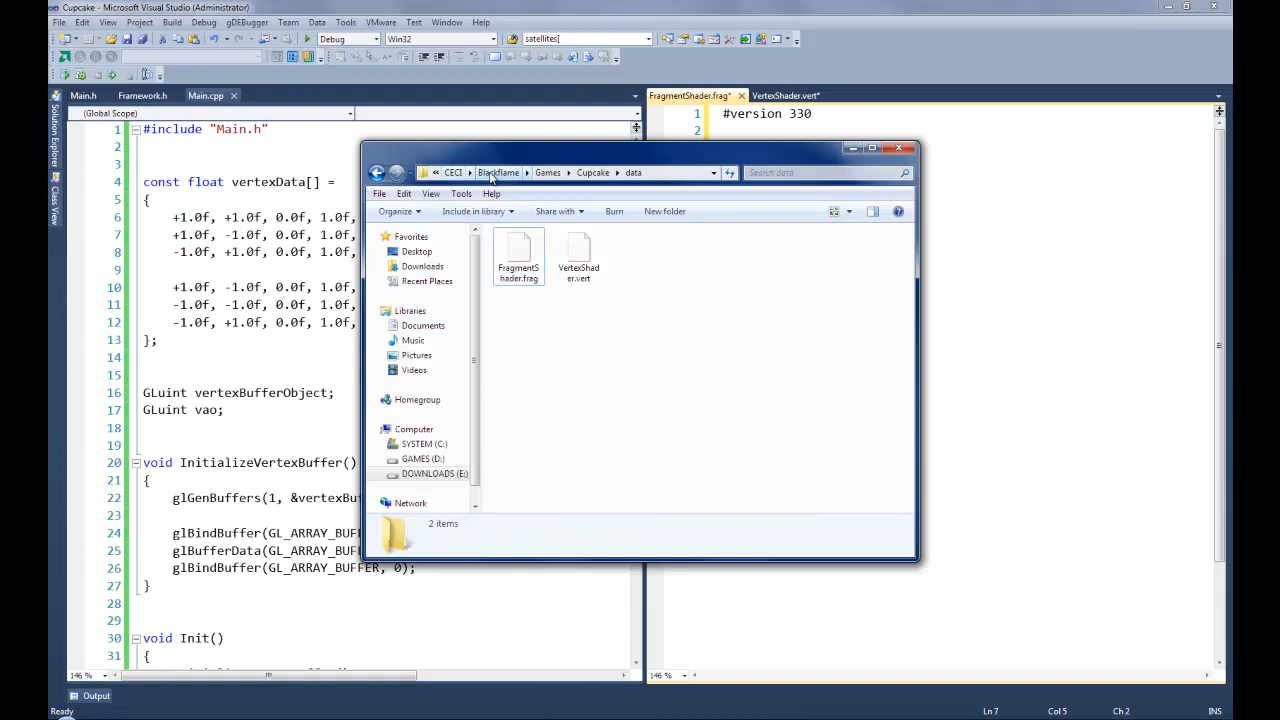 Cupcake - Microsoft Visual Studio (Administrator)
File Edit View Project Build Debug gDEBugger Team Data Tools VMware Test Window Help
Debug Win32 satellites[
Main.h Framework.h Main.cpp
(Global Scope)
1 #include "Main.h"
2
3
4 const float vertexData[] =
5 {
6 +1.0f, +1.0f, 0.0f, 1.0f,
7 +1.0f, -1.0f, 0.0f, 1.0f,
8 -1.0f, +1.0f, 0.0f, 1.0f,
9
10 +1.0f, -1.0f, 0.0f, 1.0f,
11 -1.0f, -1.0f, 0.0f, 1.0f,
12 -1.0f, +1.0f, 0.0f, 1.0f,
13 };
14
15
16 GLuint vertexBufferObject;
17 GLuint vao;
18
19
20 void InitializeVertexBuffer()
21 {
22 glGenBuffers(1, &vertexBu
23
24 glBindBuffer(GL_ARRAY_BUF
25 glBufferData(GL_ARRAY_BUF
26 glBindBuffer(GL_ARRAY_BUFFER, 0);
27 }
28
29
30 void Init()
31 {
146 %
Solution Explorer
Class View
FragmentShader.frag* VertexShader.vert*
1 #version 330
2
146 %
« CECI Blackflame Games Cupcake data
Search data
File Edit View Tools Help
Organize Include in library Share with Burn New folder
Favorites
Desktop
Downloads
Recent Places
Libraries
Documents
Music
Pictures
Videos
Homegroup
Computer
SYSTEM (C:)
GAMES (D:)
DOWNLOADS (E:)
Network
FragmentS
hader.frag
VertexShad
er.vert
2 items
Output
Ready
Ln 7 Col 5 Ch 2 INS